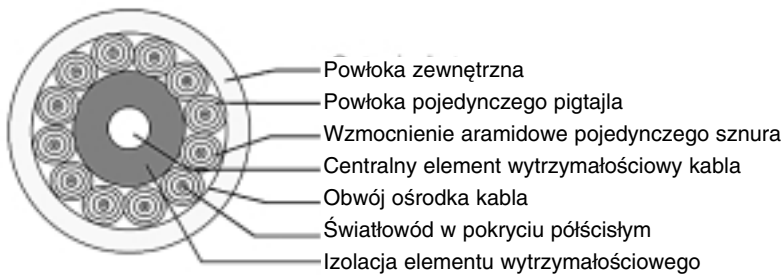 Powłoka zewnętrzna
Powłoka pojedynczego pigtajla
Wzmocnienie aramidowe pojedynczego sznura
Centralny element wytrzymałościowy kabla
Obwój ośrodka kabla
Światłowód w pokryciu półścisłym
Izolacja elementu wytrzymałościowego